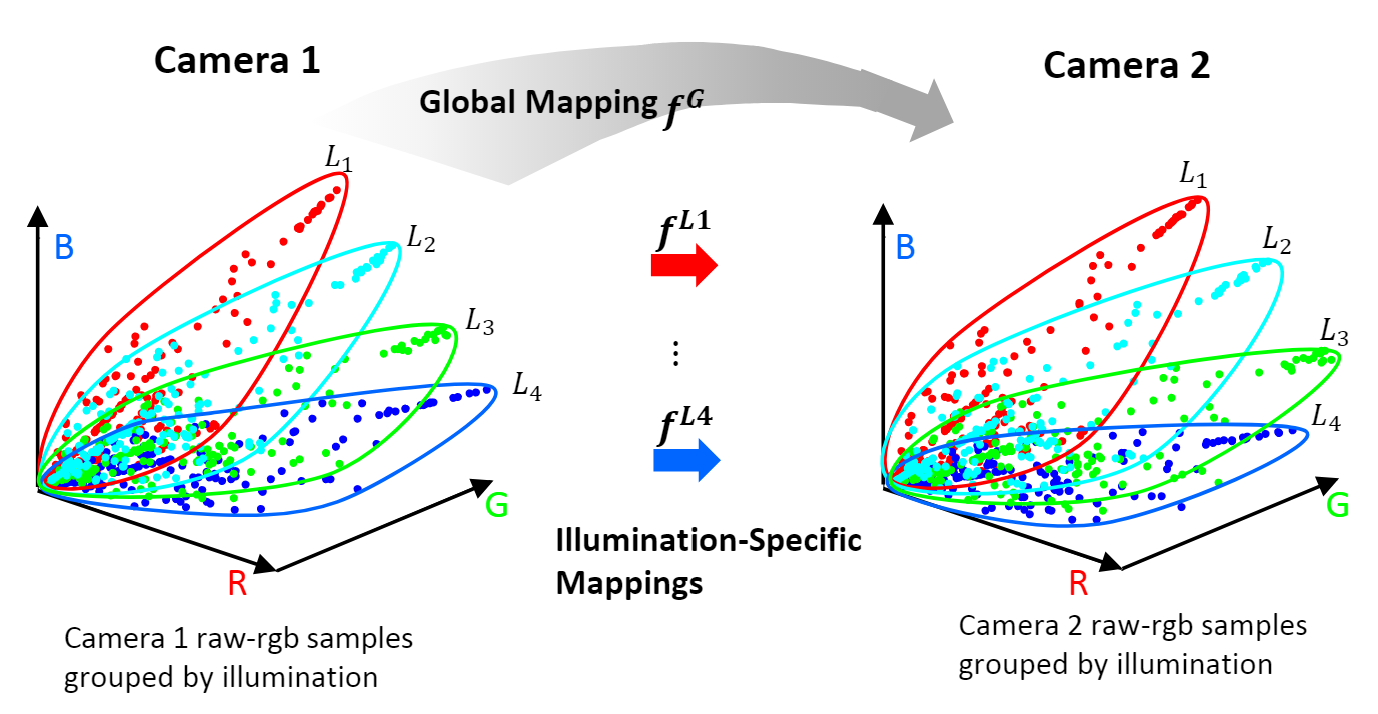 Camera 1
Camera 2
Global Mapping f^G
L₁
L₂
L₃
L₄
B
G
R
f^{L1}
⋮
f^{L4}
Illumination-Specific
Mappings
L₁
L₂
L₃
L₄
B
G
R
Camera 1 raw-rgb samples
grouped by illumination
Camera 2 raw-rgb samples
grouped by illumination